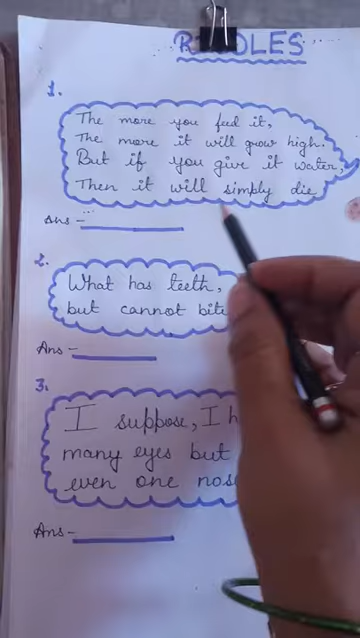 RIDDLES
1.
The more you feed it,
The more it will grow high.
But if you give it water,
Then it will simply die
Ans-
2.
What has teeth,
but cannot bite
Ans-
3.
I suppose, I
many eyes but
even one nose
Ans-